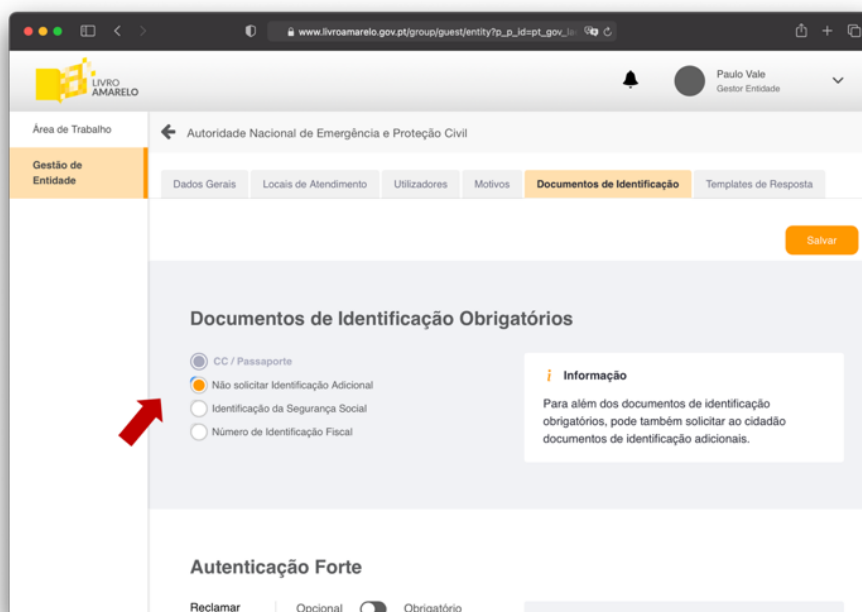 www.livroamarelo.gov.pt/group/guest/entity?p_p_id=pt_gov_
LIVRO
AMARELO
Paulo Vale
Gestor Entidade
Área de Trabalho
Autoridade Nacional de Emergência e Proteção Civil
Gestão de
Entidade
Dados Gerais
Locais de Atendimento
Utilizadores
Motivos
Documentos de Identificação
Templates de Resposta
Salvar
Documentos de Identificação Obrigatórios
CC / Passaporte
Não solicitar Identificação Adicional
Identificação da Segurança Social
Número de Identificação Fiscal
i Informação
Para além dos documentos de identificação
obrigatórios, pode também solicitar ao cidadão
documentos de identificação adicionais.
Autenticação Forte
Reclamar
Opcional
Obrigatório